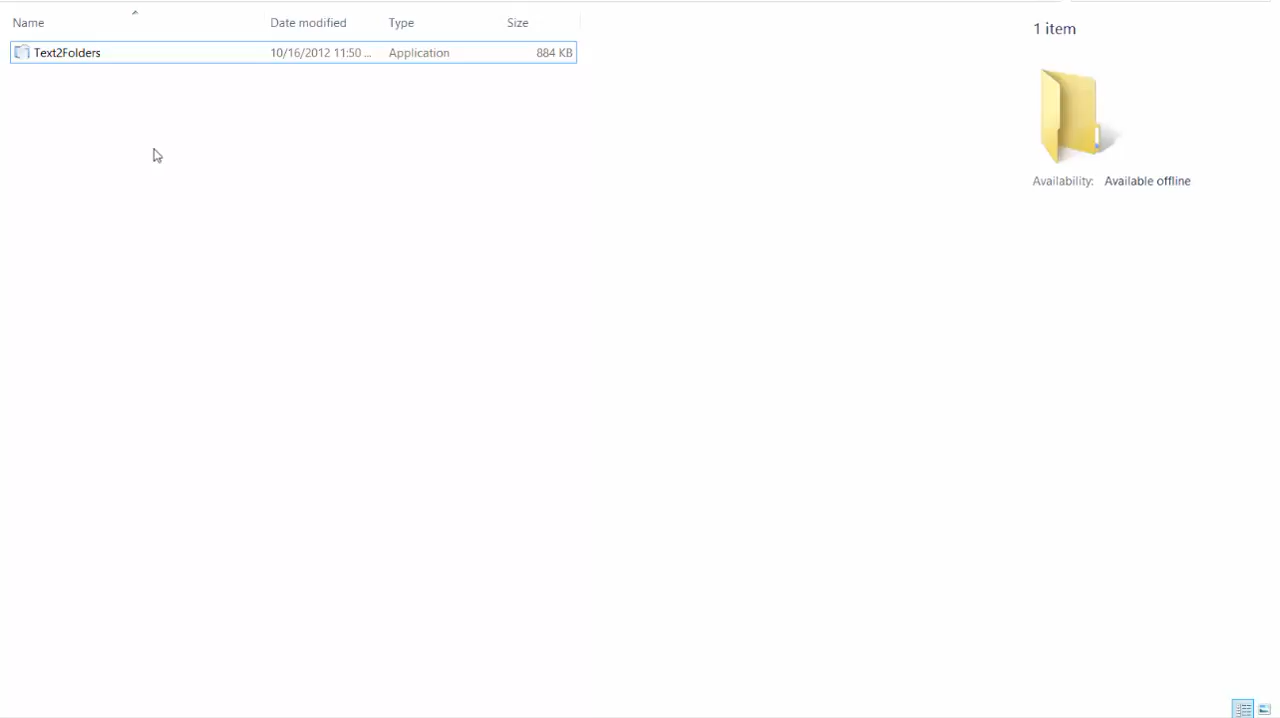 Name Date modified Type Size
Text2Folders 10/16/2012 11:50 ... Application 884 KB
1 item
Availability: Available offline